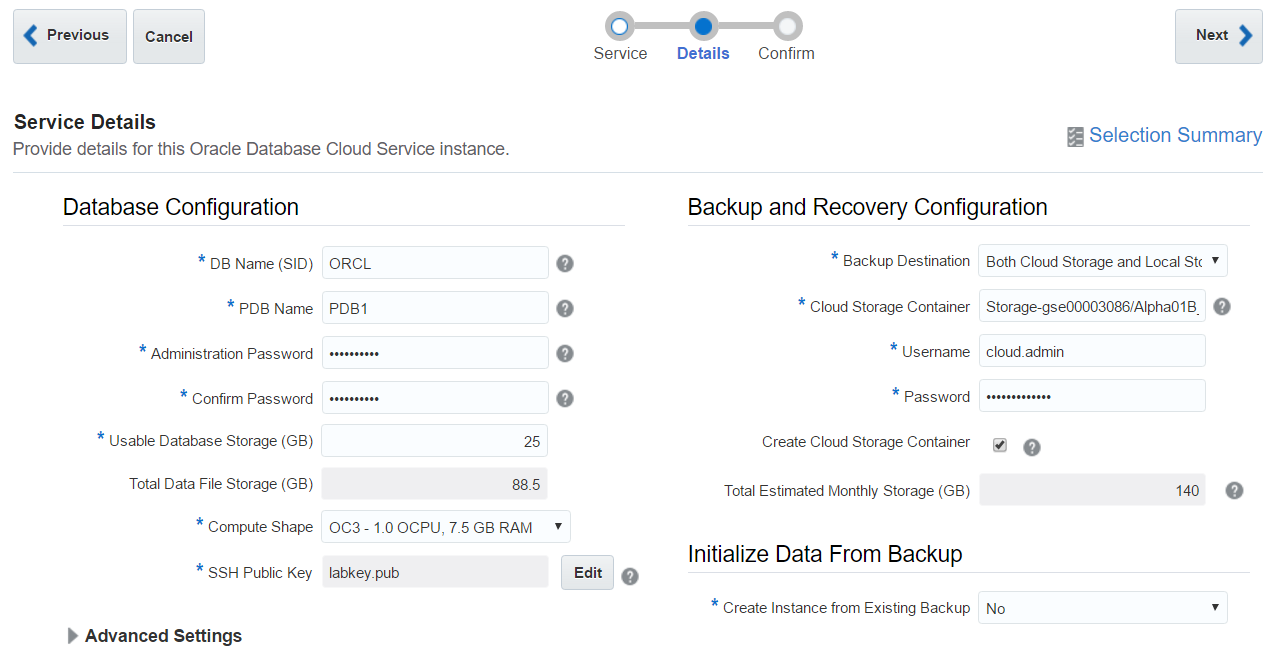 Previous
Cancel
Service
Details
Confirm
Next
Service Details
Provide details for this Oracle Database Cloud Service instance.
Selection Summary
Database Configuration
* DB Name (SID) ORCL
* PDB Name PDB1
* Administration Password ••••••••••
* Confirm Password ••••••••••
* Usable Database Storage (GB) 25
Total Data File Storage (GB) 88.5
* Compute Shape OC3 - 1.0 OCPU, 7.5 GB RAM
* SSH Public Key labkey.pub Edit
Advanced Settings
Backup and Recovery Configuration
* Backup Destination Both Cloud Storage and Local Sto
* Cloud Storage Container Storage-gse00003086/Alpha01B_
* Username cloud.admin
* Password •••••••••••••
Create Cloud Storage Container
Total Estimated Monthly Storage (GB) 140
Initialize Data From Backup
* Create Instance from Existing Backup No